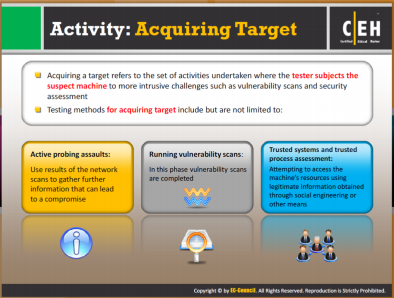 Activity: Acquiring Target
C|EH
Certified Ethical Hacker
Acquiring a target refers to the set of activities undertaken where the tester subjects the
suspect machine to more intrusive challenges such as vulnerability scans and security
assessment
Testing methods for acquiring target include but are not limited to:
Active probing assaults:
Use results of the network
scans to gather further
information that can lead
to a compromise
Running vulnerability scans:
In this phase vulnerability scans
are completed
Trusted systems and trusted
process assessment:
Attempting to access the
machine's resources using
legitimate information obtained
through social engineering or
other means
Copyright © by EC-Council. All Rights Reserved. Reproduction is Strictly Prohibited.